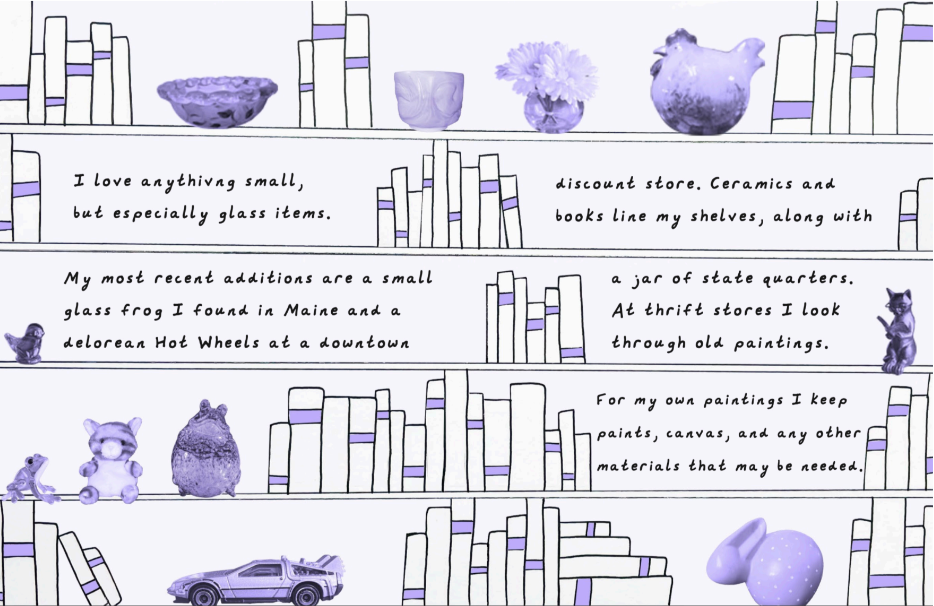 I love anythivng small,
but especially glass items.
My most recent additions are a small
glass frog I found in Maine and a
delorean Hot Wheels at a downtown
discount store. Ceramics and
books line my shelves, along with
a jar of state quarters.
At thrift stores I look
through old paintings.
For my own paintings I keep
paints, canvas, and any other
materials that may be needed.